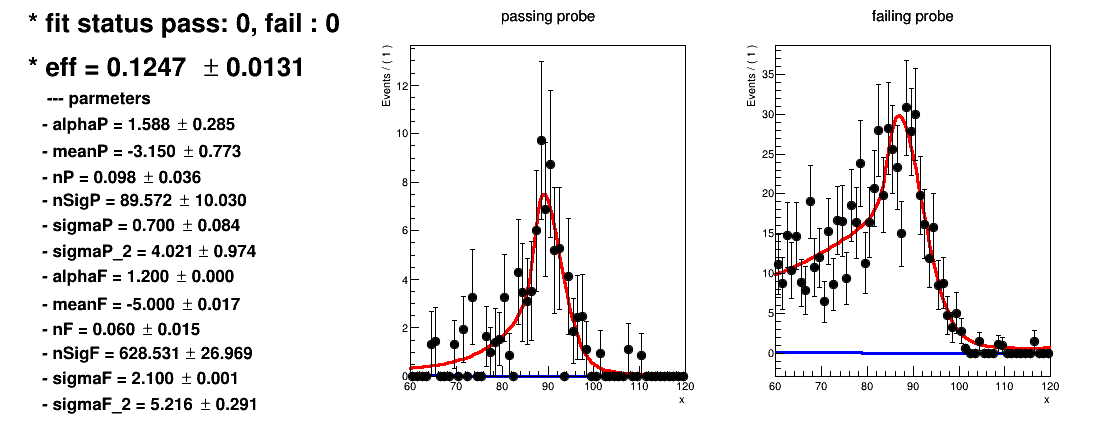 * fit status pass: 0, fail : 0
* eff = 0.1247 ± 0.0131
--- parmeters
- alphaP = 1.588 ± 0.285
- meanP = -3.150 ± 0.773
- nP = 0.098 ± 0.036
- nSigP = 89.572 ± 10.030
- sigmaP = 0.700 ± 0.084
- sigmaP_2 = 4.021 ± 0.974
- alphaF = 1.200 ± 0.000
- meanF = -5.000 ± 0.017
- nF = 0.060 ± 0.015
- nSigF = 628.531 ± 26.969
- sigmaF = 2.100 ± 0.001
- sigmaF_2 = 5.216 ± 0.291
passing probe
Events / ( 1 )
12
10
8
6
4
2
0
60 70 80 90 100 110 120
x
failing probe
Events / ( 1 )
35
30
25
20
15
10
5
0
60 70 80 90 100 110 120
x